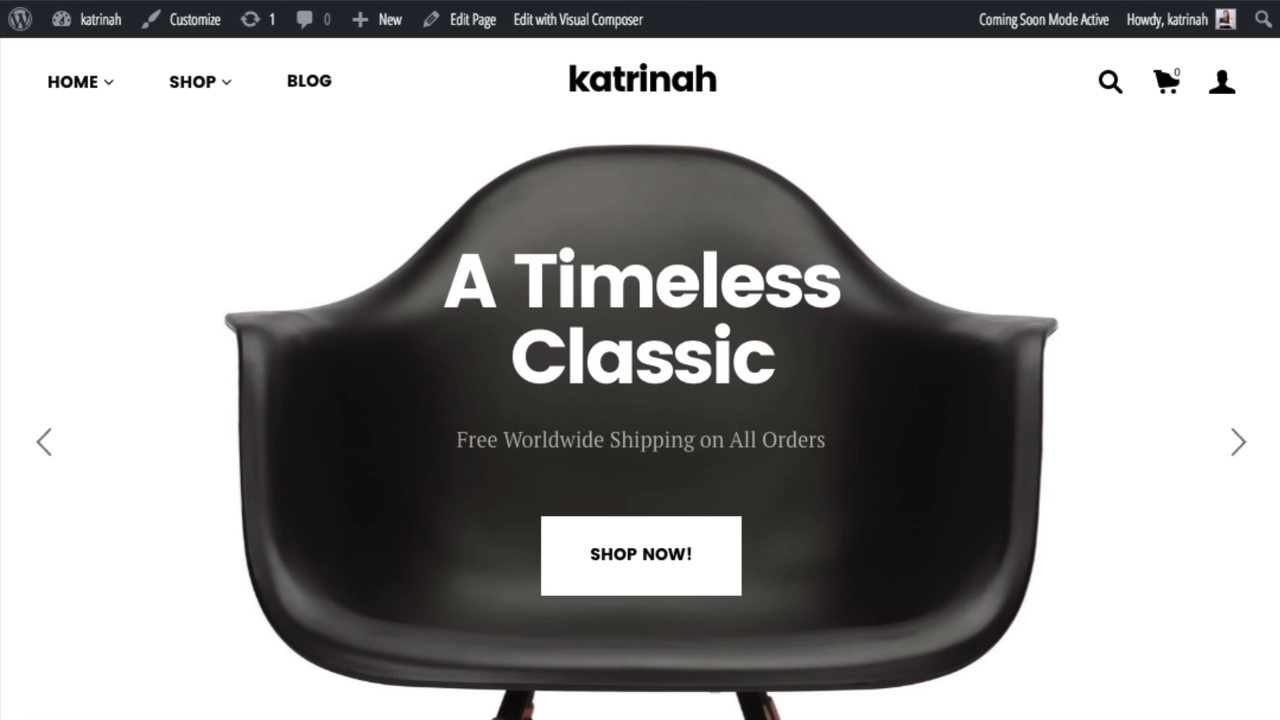 katrinah Customize 1 0 New Edit Page Edit with Visual Composer Coming Soon Mode Active Howdy, katrinah
HOME SHOP BLOG katrinah 0
A Timeless
Classic
Free Worldwide Shipping on All Orders
SHOP NOW!